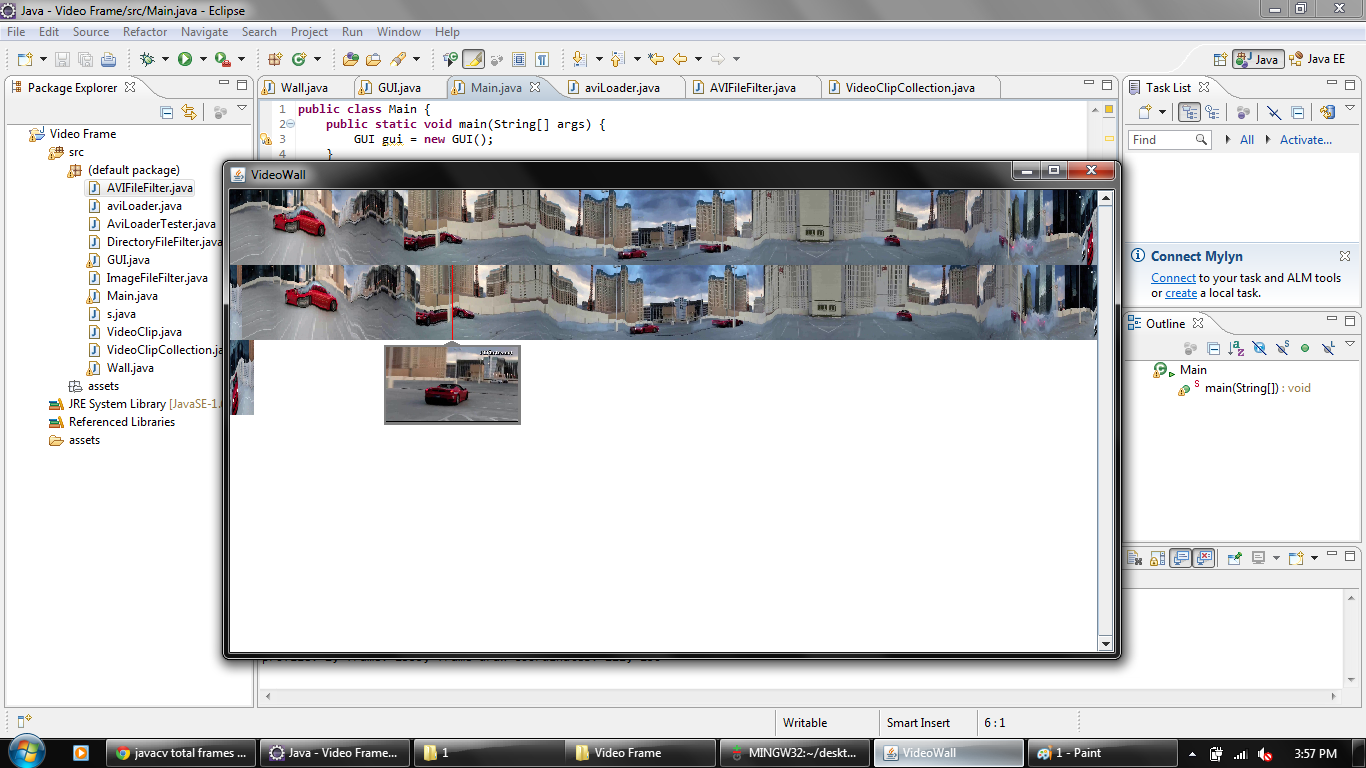 Java - Video Frame/src/Main.java - Eclipse
File Edit Source Refactor Navigate Search Project Run Window Help
Java Java EE
Package Explorer
Wall.java GUI.java Main.java aviLoader.java AVIFileFilter.java VideoClipCollection.java
Task List
1 public class Main {
2 public static void main(String[] args) {
3 GUI gui = new GUI();
4 }
Find All Activate...
Video Frame
src
(default package)
AVIFileFilter.java
aviLoader.java
AviLoaderTester.java
DirectoryFileFilter.java
GUI.java
ImageFileFilter.java
Main.java
s.java
VideoClip.java
VideoClipCollection.ja
Wall.java
assets
JRE System Library [JavaSE-1.
Referenced Libraries
assets
VideoWall
Connect Mylyn
Connect to your task and ALM tools
or create a local task.
Outline
Main
main(String[]) : void
Writable Smart Insert 6 : 1
javacv total frames ... Java - Video Frame... 1 Video Frame MINGW32:~/deskt... VideoWall 1 - Paint 3:57 PM